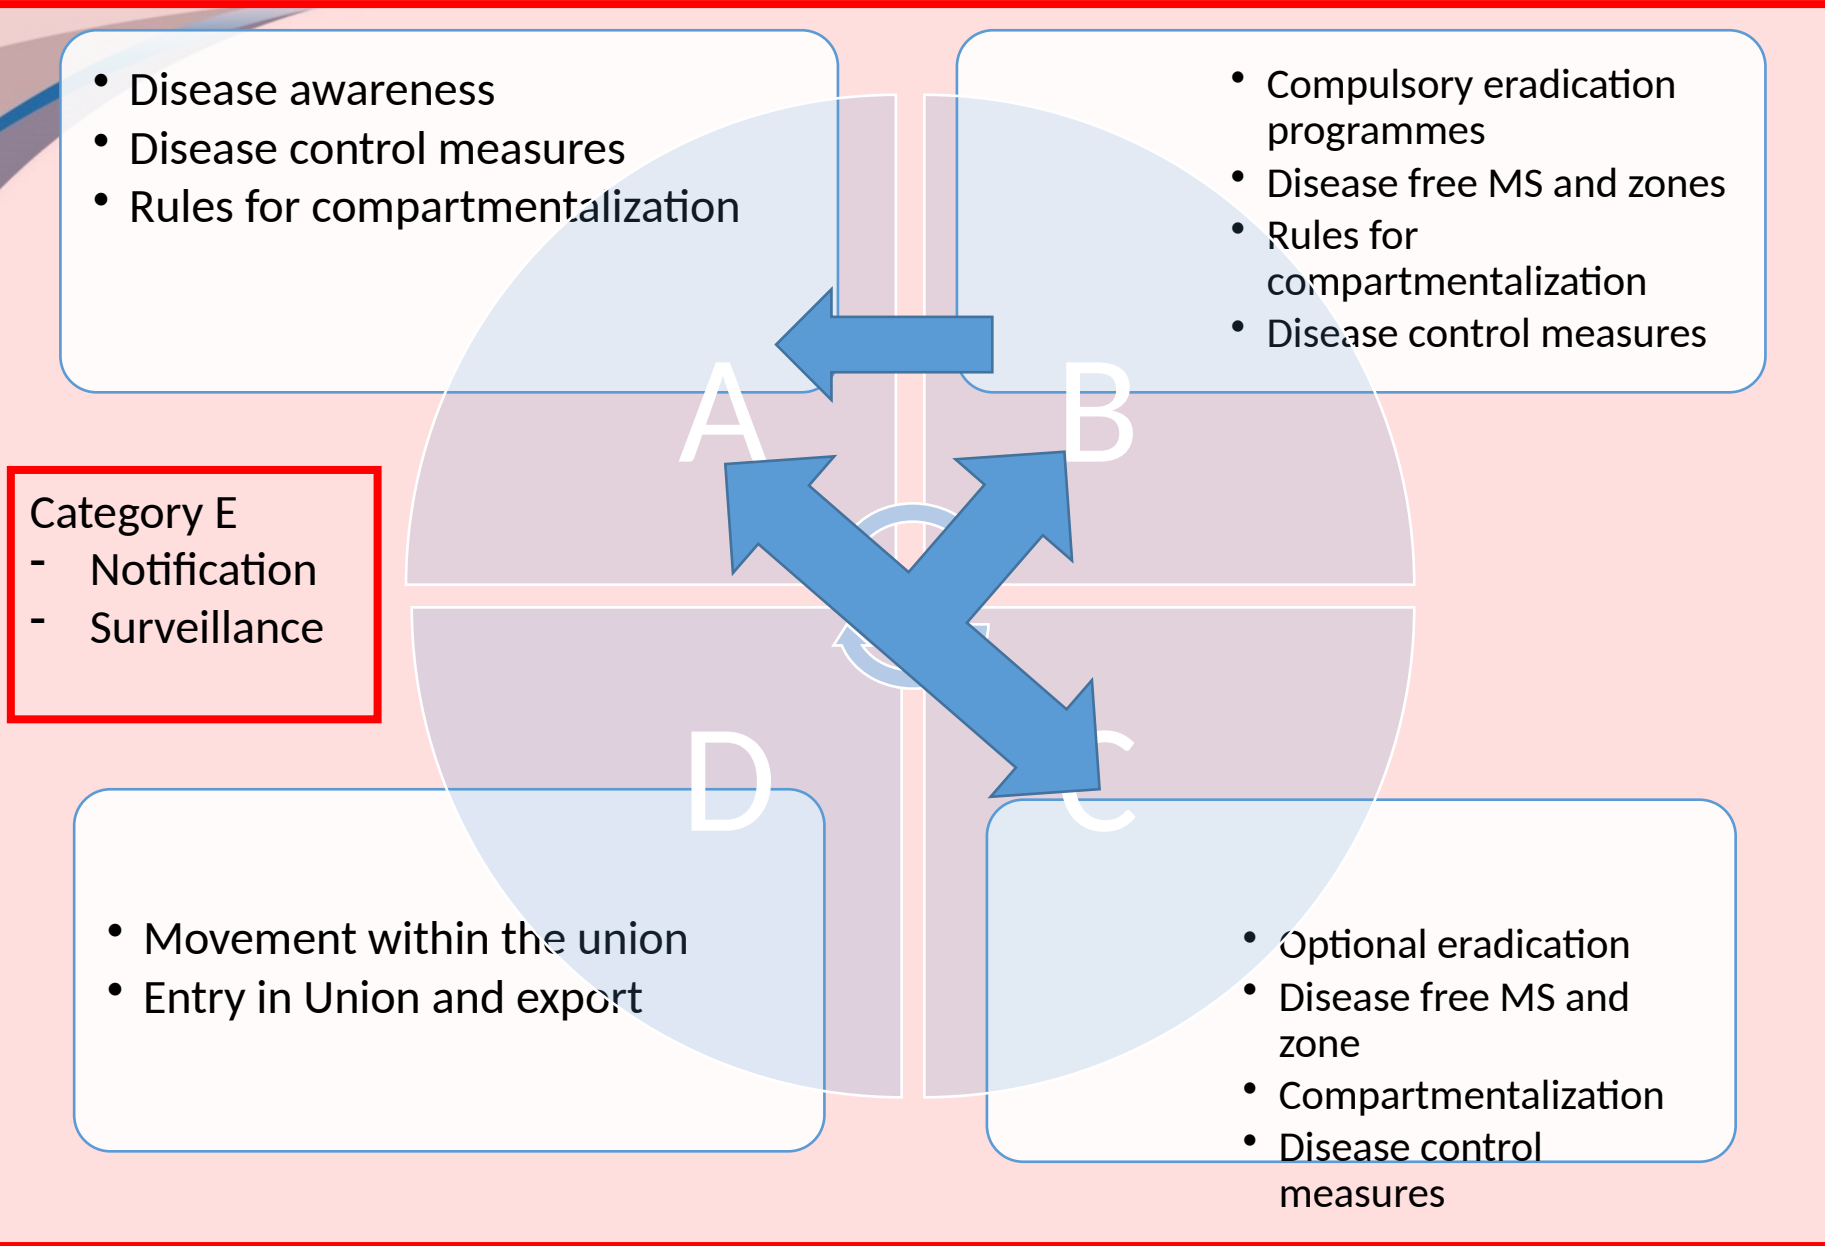 • Disease awareness
• Disease control measures
• Rules for compartmentalization
• Compulsory eradication
programmes
• Disease free MS and zones
• Rules for
compartmentalization
• Disease control measures
A
B
Category E
- Notification
- Surveillance
D
C
• Movement within the union
• Entry in Union and export
• Optional eradication
• Disease free MS and
zone
• Compartmentalization
• Disease control
measures